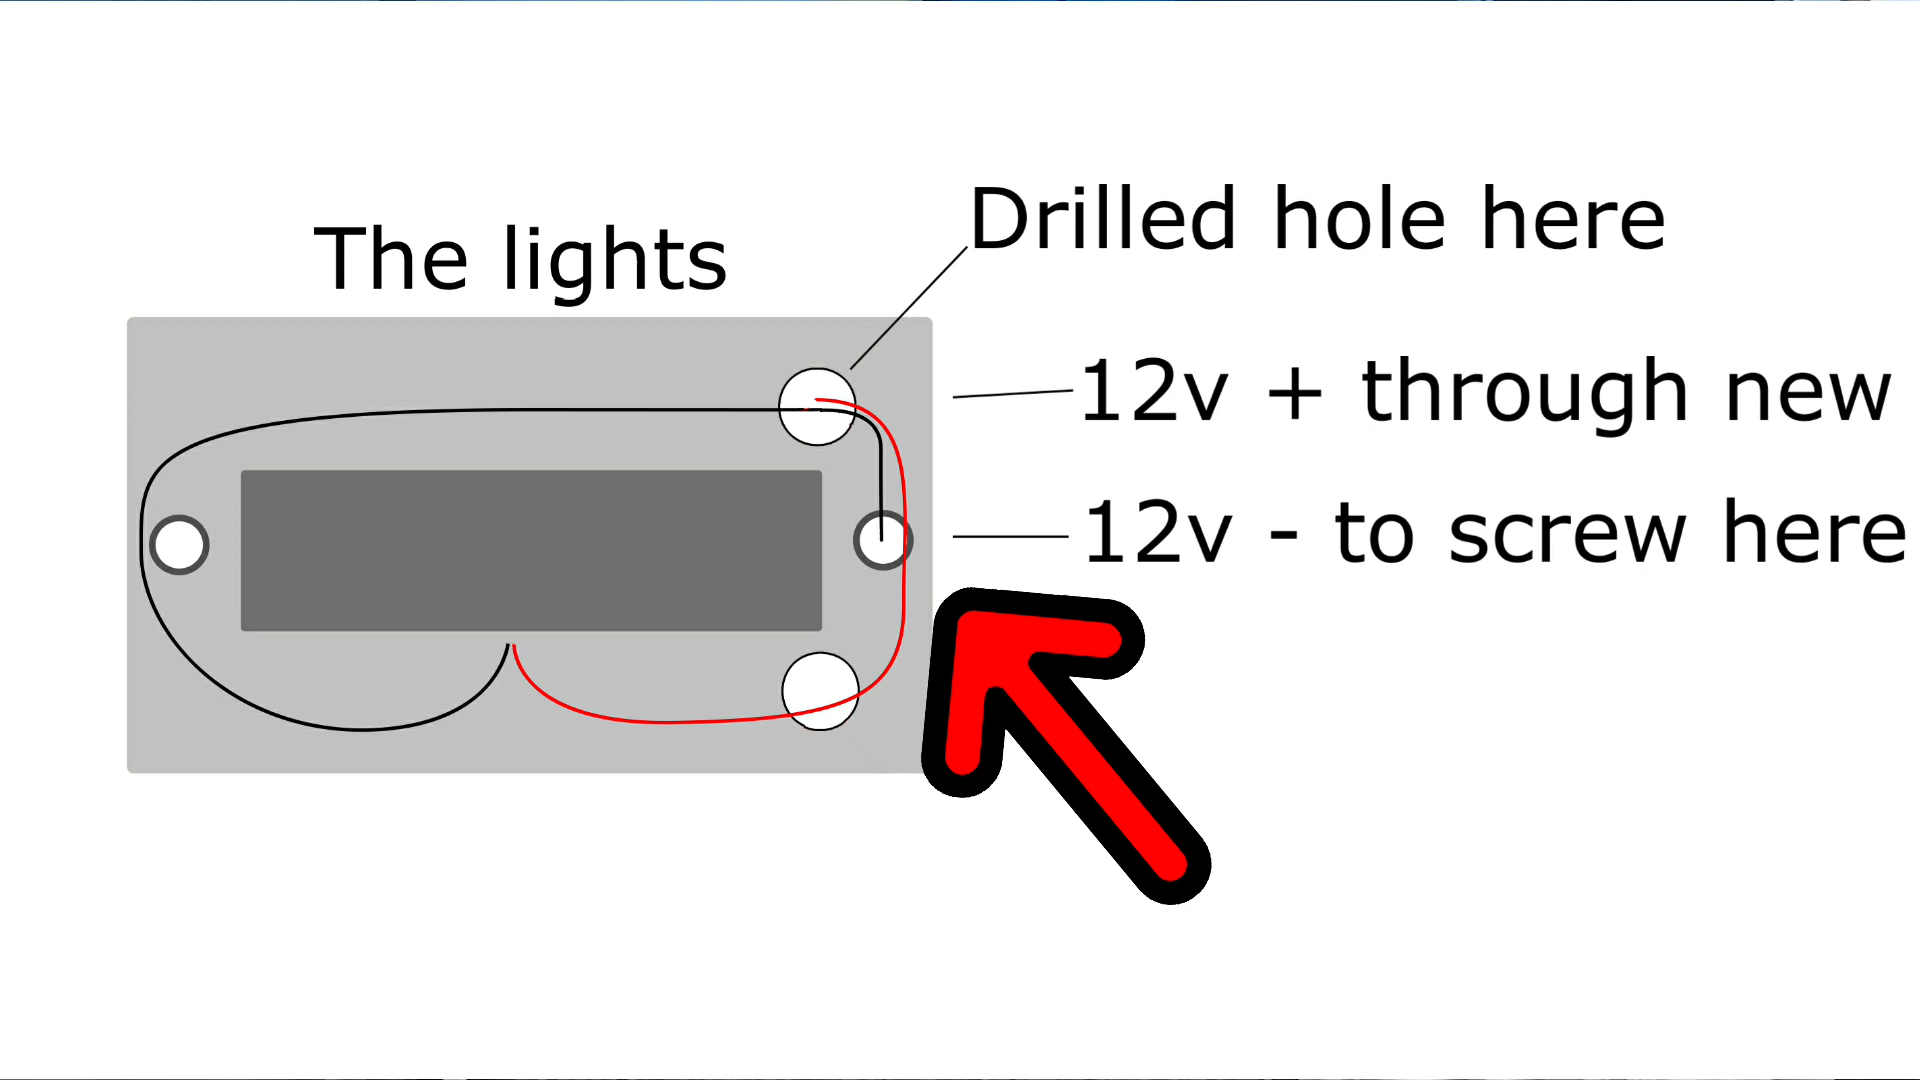 The lights
Drilled hole here
12v + through new
12v - to screw here